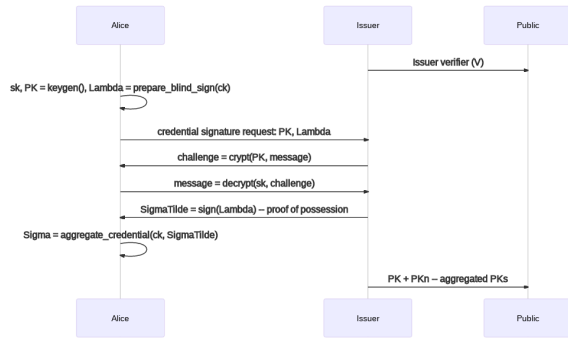 Alice Issuer Public
Issuer verifier (V)
sk, PK = keygen(), Lambda = prepare_blind_sign(ck)
credential signature request: PK, Lambda
challenge = crypt(PK, message)
message = decrypt(sk, challenge)
SigmaTilde = sign(Lambda) -- proof of possession
Sigma = aggregate_credential(ck, SigmaTilde)
PK + PKn -- aggregated PKs
Alice Issuer Public